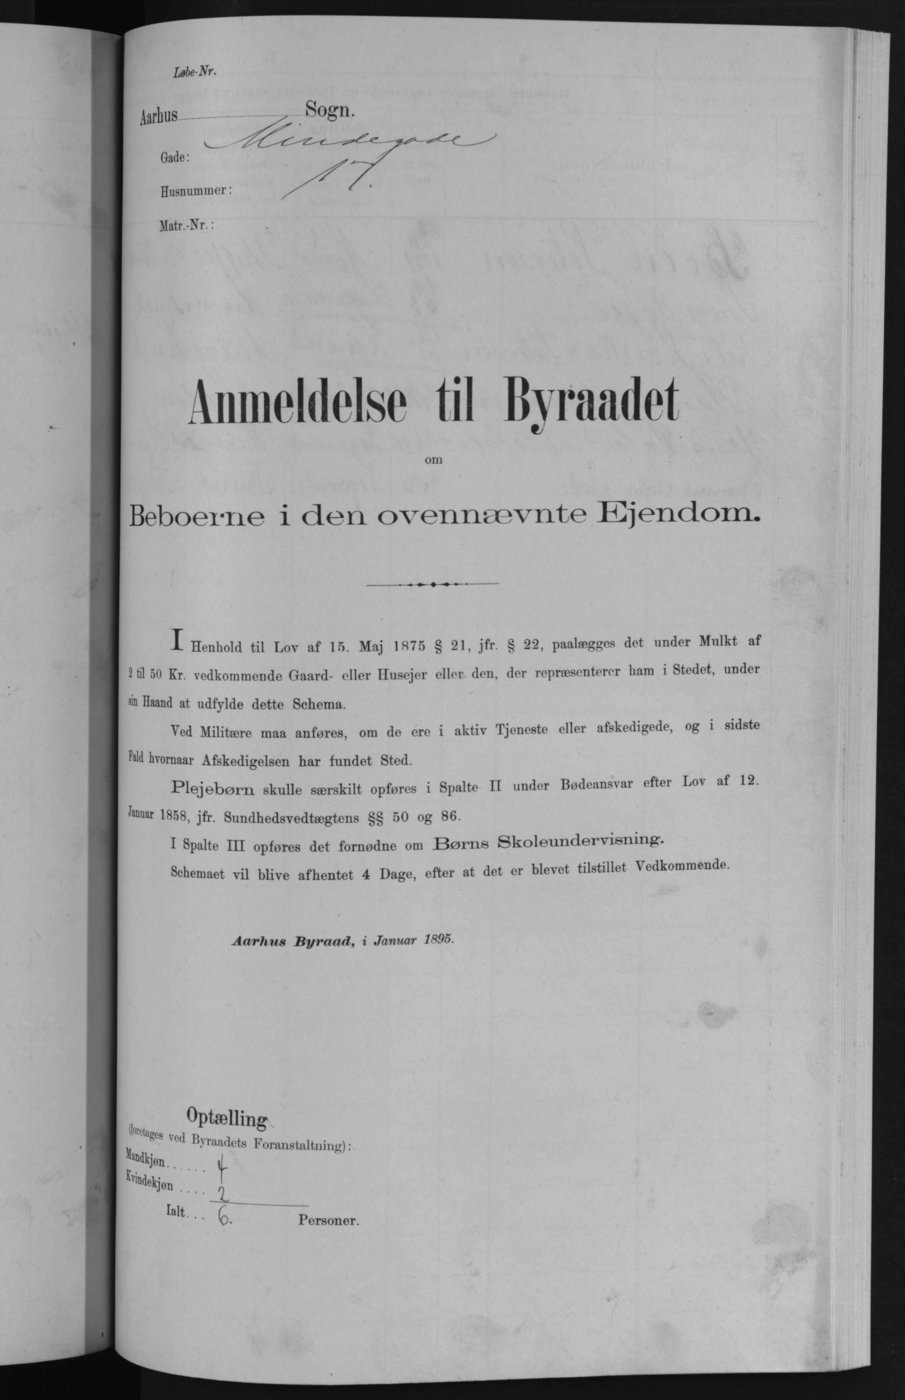 Løbe-Nr.
Aarhus Sogn.
Gade: Mindegade
Husnummer: 17.
Matr.-Nr.:
Anmeldelse til Byraadet
om
Beboerne i den ovennævnte Ejendom.
I Henhold til Lov af 15. Maj 1875 § 21, jfr. § 22, paalægges det under Mulkt af
2 til 50 Kr. vedkommende Gaard- eller Husejer eller den, der repræsenterer ham i Stedet, under
sin Haand at udfylde dette Schema.
Ved Militære maa anføres, om de ere i aktiv Tjeneste eller afskedigede, og i sidste
Fald hvornaar Afskedigelsen har fundet Sted.
Plejebørn skulle særskilt opføres i Spalte II under Bødeansvar efter Lov af 12.
Januar 1858, jfr. Sundhedsvedtægtens §§ 50 og 86.
I Spalte III opføres det fornødne om Børns Skoleundervisning.
Schemaet vil blive afhentet 4 Dage, efter at det er blevet tilstillet Vedkommende.
Aarhus Byraad, i Januar 1895.
Optælling
(foretages ved Byraadets Foranstaltning):
Mandkjøn...... 4
Kvindekjøn .... 2
Ialt... 6. Personer.